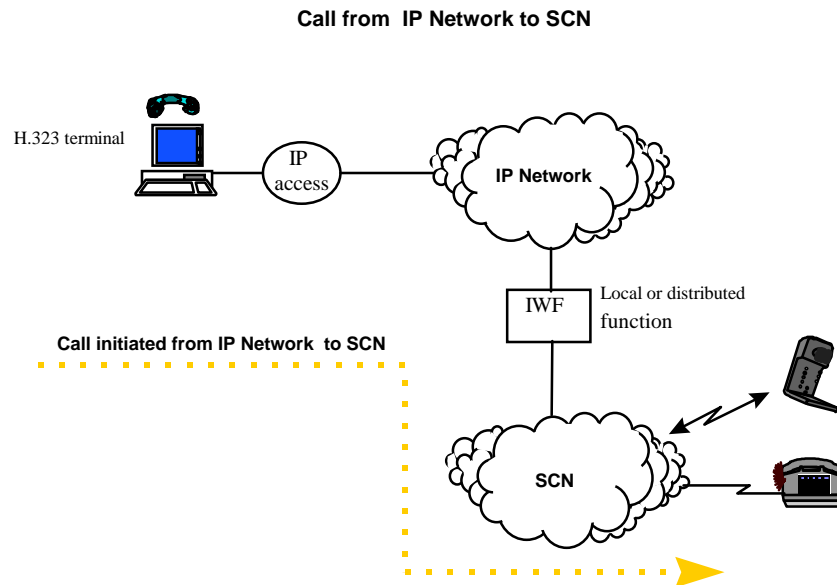 Call from IP Network to SCN
H.323 terminal
IP
access
IP Network
IWF
Local or distributed
function
Call initiated from IP Network to SCN
SCN